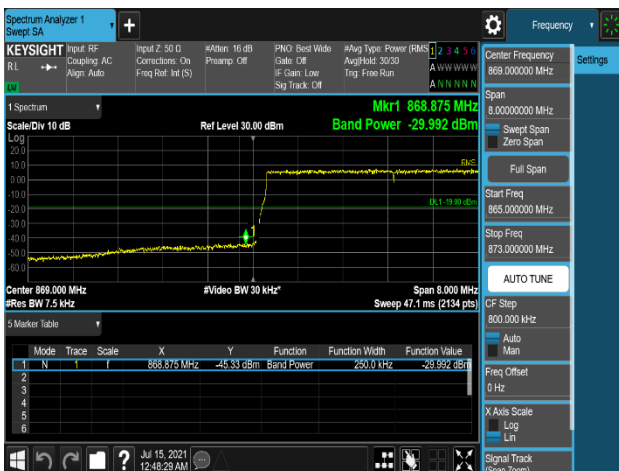 Spectrum Analyzer 1
Swept SA
+
Frequency
KEYSIGHT
RL
Input: RF
Coupling: AC
Align: Auto
Input Z: 50 Ω
Corrections: On
Freq Ref: Int (S)
#Atten: 16 dB
Preamp: Off
PNO: Best Wide
Gate: Off
IF Gain: Low
Sig Track: Off
#Avg Type: Power (RMS
Avg|Hold: 30/30
Trig: Free Run
1 2 3 4 5 6
A W W W W W
A N N N N N
1 Spectrum
Scale/Div 10 dB
Ref Level 30.00 dBm
Mkr1 868.875 MHz
Band Power -29.992 dBm
Log
20.0
10.0
0.00
-10.0
-20.0
-30.0
-40.0
-50.0
-60.0
RMS
DL1 -19.00 dBm
Center 869.000 MHz
#Res BW 7.5 kHz
#Video BW 30 kHz*
Span 8.000 MHz
Sweep 47.1 ms (2134 pts)
5 Marker Table
Mode Trace Scale X Y Function Function Width Function Value
1 N 1 f 868.875 MHz -45.33 dBm Band Power 250.0 kHz -29.992 dBm
2
3
4
5
6
Jul 15, 2021
12:48:29 AM
?
Center Frequency
869.000000 MHz
Span
8.00000000 MHz
Swept Span
Zero Span
Full Span
Start Freq
865.000000 MHz
Stop Freq
873.000000 MHz
AUTO TUNE
CF Step
800.000 kHz
Auto
Man
Freq Offset
0 Hz
X Axis Scale
Log
Lin
Signal Track
(Span Zoom)
Settings